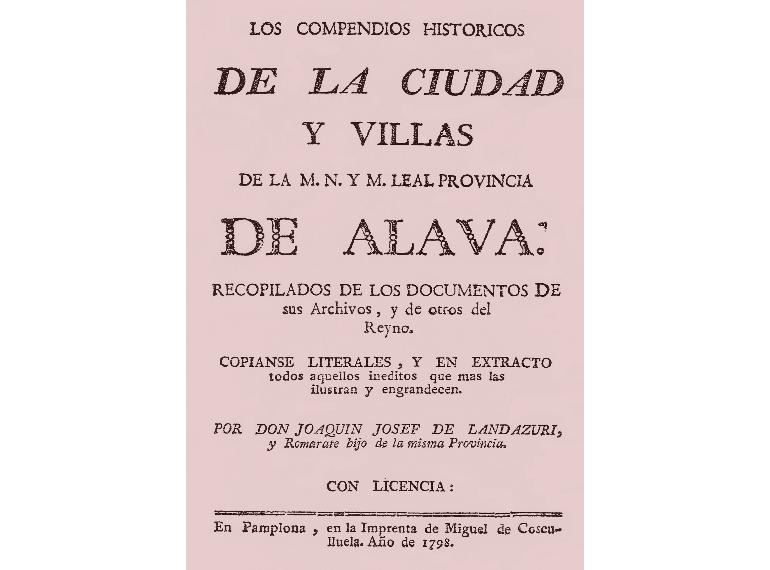 LOS COMPENDIOS HISTORICOS
DE LA CIUDAD
Y VILLAS
DE LA M. N. Y M. LEAL PROVINCIA
DE ALAVA:
RECOPILADOS DE LOS DOCUMENTOS DE
sus Archivos, y de otros del
Reyno.
COPIANSE LITERALES, Y EN EXTRACTO
todos aquellos ineditos que mas las
ilustran y engrandecen.
POR DON JOAQUIN JOSEF DE LANDAZURI,
y Romarate hijo de la misma Provincia.
CON LICENCIA:
En Pamplona, en la Imprenta de Miguel de Coscu-
lluela. Año de 1798.